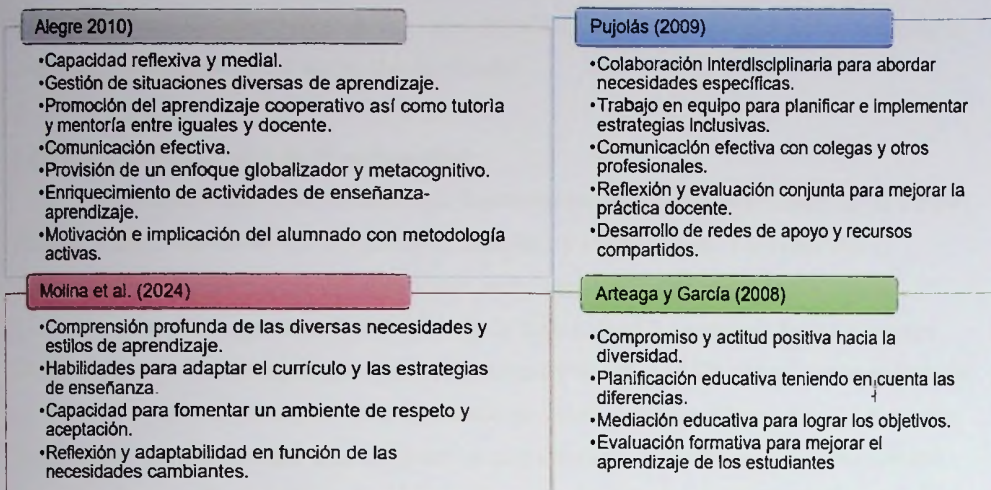 Alegre 2010)
•Capacidad reflexiva y medial.
•Gestión de situaciones diversas de aprendizaje.
•Promoción del aprendizaje cooperativo así como tutoría
y mentoría entre iguales y docente.
•Comunicación efectiva.
•Provisión de un enfoque globalizador y metacognitivo.
•Enriquecimiento de actividades de enseñanza-
aprendizaje.
•Motivación e implicación del alumnado con metodología
activas.
Pujolás (2009)
•Colaboración interdisciplinaria para abordar
necesidades específicas.
•Trabajo en equipo para planificar e implementar
estrategias inclusivas.
•Comunicación efectiva con colegas y otros
profesionales.
•Reflexión y evaluación conjunta para mejorar la
práctica docente.
•Desarrollo de redes de apoyo y recursos
compartidos.
Molina et al. (2024)
•Comprensión profunda de las diversas necesidades y
estilos de aprendizaje.
•Habilidades para adaptar el currículo y las estrategias
de enseñanza.
•Capacidad para fomentar un ambiente de respeto y
aceptación.
•Reflexión y adaptabilidad en función de las
necesidades cambiantes.
Arteaga y García (2008)
•Compromiso y actitud positiva hacia la
diversidad.
•Planificación educativa teniendo en cuenta las
diferencias.
•Mediación educativa para lograr los objetivos.
•Evaluación formativa para mejorar el
aprendizaje de los estudiantes